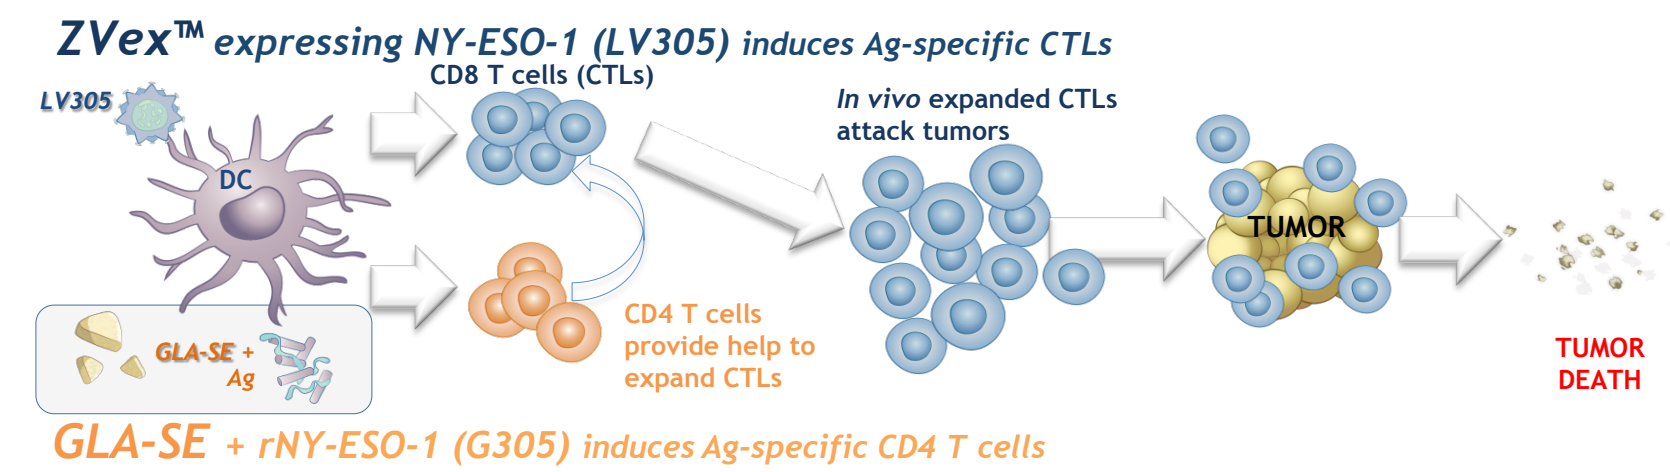 ZVex™ expressing NY-ESO-1 (LV305) induces Ag-specific CTLs
CD8 T cells (CTLs)
LV305
In vivo expanded CTLs
attack tumors
DC
TUMOR
CD4 T cells
provide help to
expand CTLs
GLA-SE +
Ag
TUMOR
DEATH
GLA-SE + rNY-ESO-1 (G305) induces Ag-specific CD4 T cells